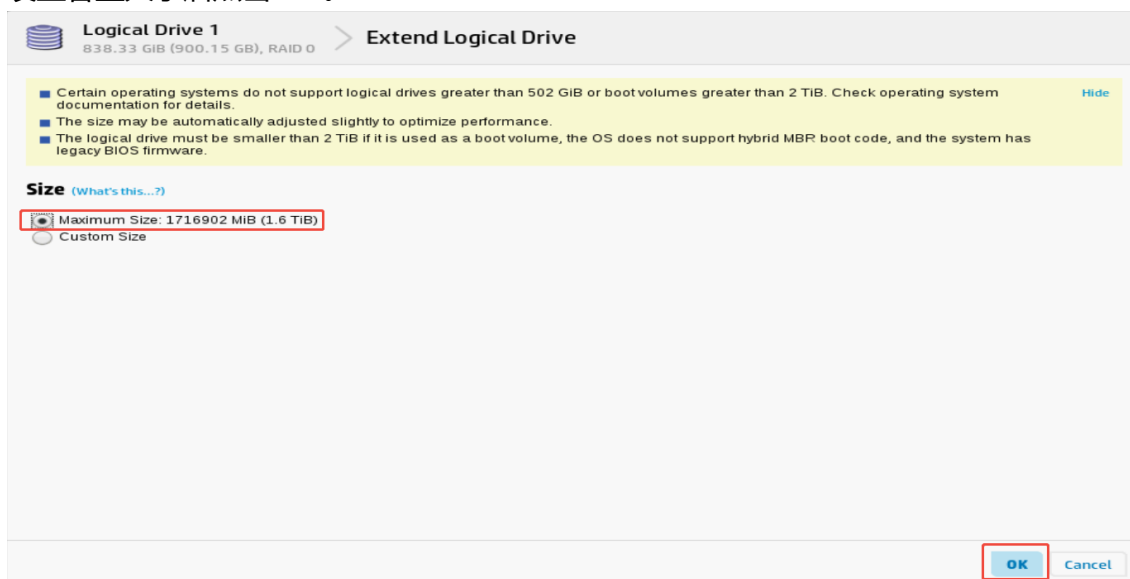 Logical Drive 1
838.33 GiB (900.15 GB), RAID 0
Extend Logical Drive
Certain operating systems do not support logical drives greater than 502 GiB or boot volumes greater than 2 TiB. Check operating system
Hide
documentation for details.
The size may be automatically adjusted slightly to optimize performance.
The logical drive must be smaller than 2 TiB if it is used as a boot volume, the OS does not support hybrid MBR boot code, and the system has
legacy BIOS firmware.
Size (What's this...?)
Maximum Size: 1716902 MiB (1.6 TiB)
Custom Size
OK
Cancel